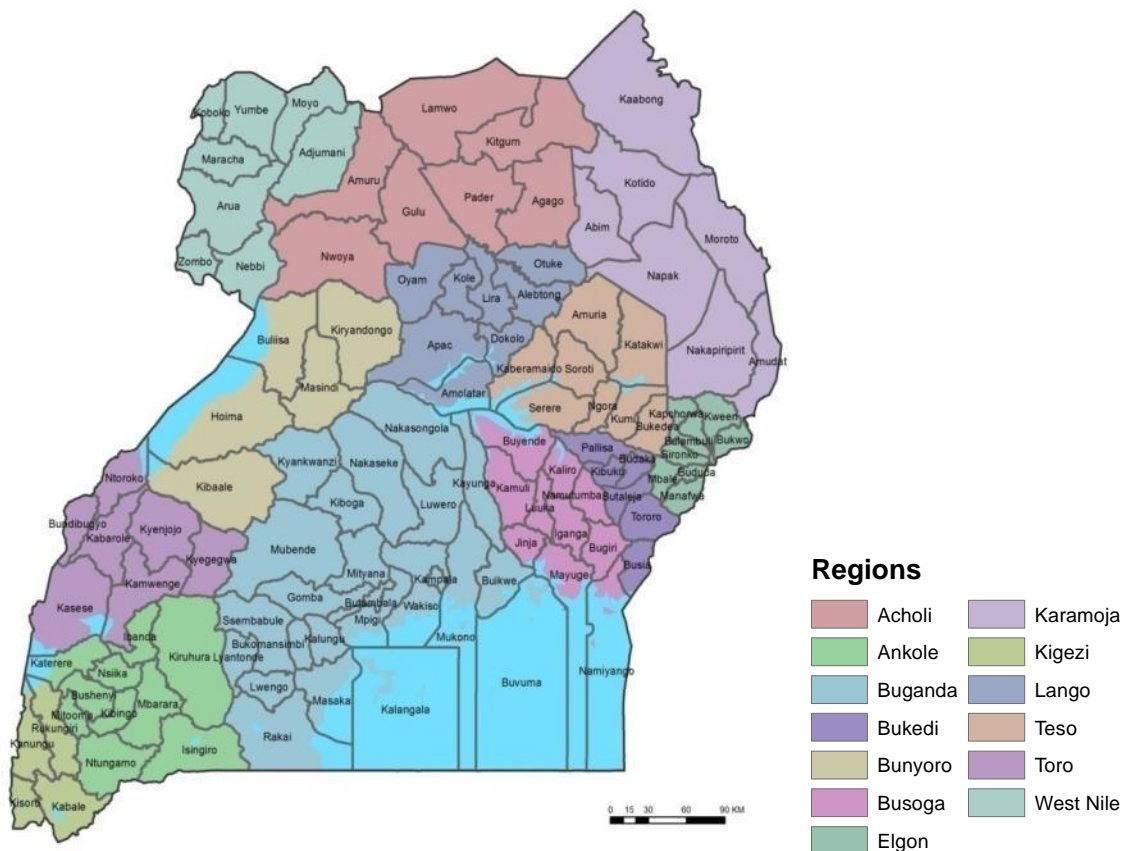 Kaabong
Moyo
Koboko
Yumbe
Lamwo
Kitgum
Adjumani
Maracha
Amuru
Kotido
Pader
Agago
Arua
Gulu
Abim
Moroto
Zombo
Nebbi
Nwoya
Otuke
Napak
Oyam
Kole
Lira
Alebtong
Amuria
Kiryandongo
Buliisa
Apac
Dokolo
Katakwi
Nakapiripirit
Amudat
Kaberamaido
Soroti
Masindi
Amolatar
Serere
Ngora
Kumi
Kapchorwa
Kween
Hoima
Bukedea
Bulambuli
Bukwo
Nakasongola
Buyende
Pallisa
Budaka
Sironko
Kyankwanzi
Nakaseke
Kaliro
Kibuku
Mbale
Bududa
Ntoroko
Kibaale
Kayunga
Kamuli
Namutumba
Butaleja
Manafwa
Kiboga
Luwero
Luuka
Bundibugyo
Kabarole
Kyenjojo
Tororo
Mubende
Jinja
Iganga
Bugiri
Kyegegwa
Mityana
Kampala
Buikwe
Mayuge
Busia
Kasese
Kamwenge
Gomba
Butambala
Wakiso
Ssembabule
Mpigi
Ibanda
Bukomansimbi
Kalungu
Mukono
Katerere
Kiruhura
Lyantonde
Nsiika
Buvuma
Namiyango
Bushenyi
Lwengo
Masaka
Mitooma
Kibingo
Mbarara
Kalangala
Rukungiri
Kanungu
Rakai
Isingiro
Ntungamo
Kisoro
Kabale
0 15 30 60 90 KM
Regions
Acholi
Ankole
Buganda
Bukedi
Bunyoro
Busoga
Elgon
Karamoja
Kigezi
Lango
Teso
Toro
West Nile